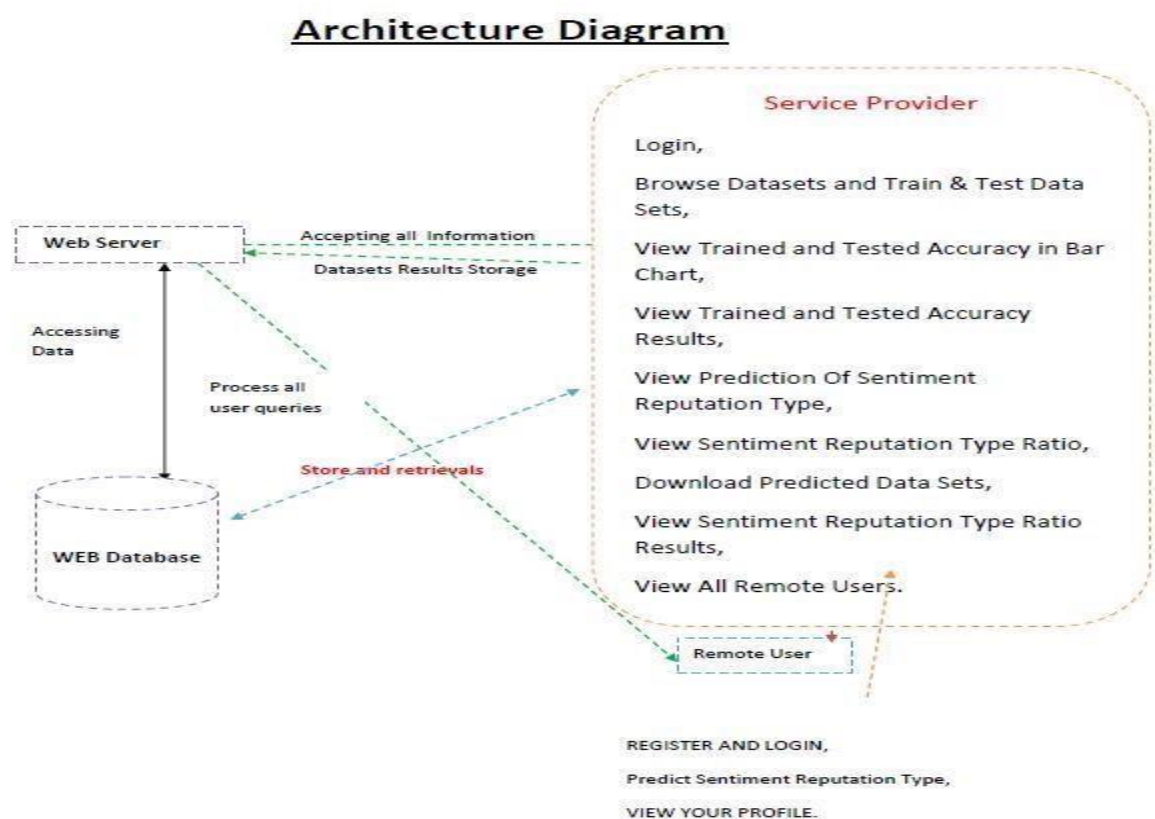 Architecture Diagram
Service Provider
Login,
Browse Datasets and Train & Test Data
Sets,
View Trained and Tested Accuracy in Bar
Chart,
View Trained and Tested Accuracy
Results,
View Prediction Of Sentiment
Reputation Type,
View Sentiment Reputation Type Ratio,
Download Predicted Data Sets,
View Sentiment Reputation Type Ratio
Results,
View All Remote Users.
Web Server
Accepting all Information
Datasets Results Storage
Accessing
Data
Process all
user queries
Store and retrievals
WEB Database
Remote User
REGISTER AND LOGIN,
Predict Sentiment Reputation Type,
VIEW YOUR PROFILE.